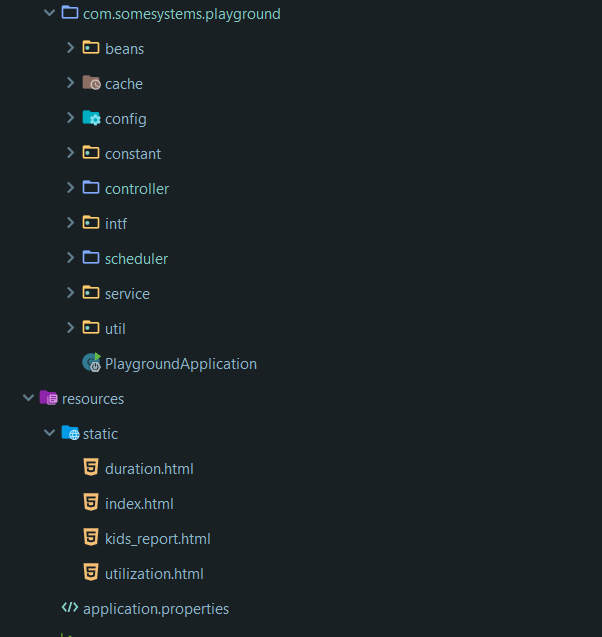 com.somesystems.playground
beans
cache
config
constant
controller
intf
scheduler
service
util
PlaygroundApplication
resources
static
duration.html
index.html
kids_report.html
utilization.html
application.properties